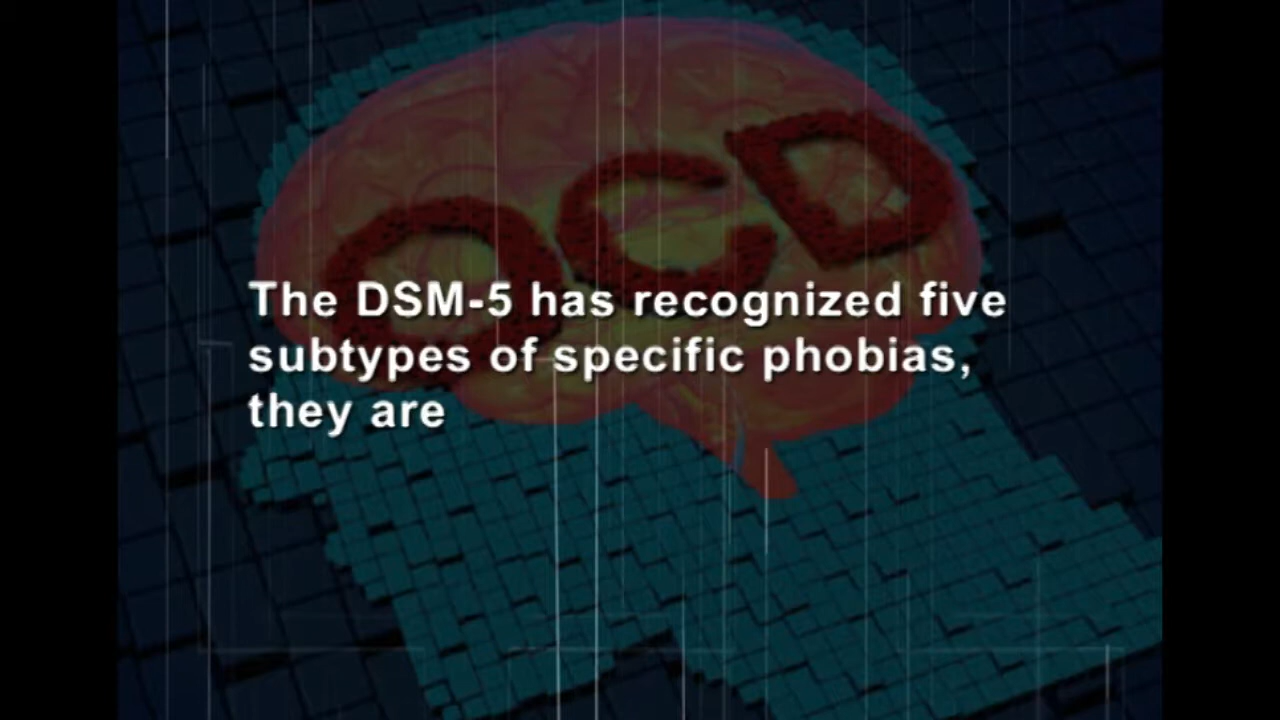 OCD
The DSM-5 has recognized five
subtypes of specific phobias,
they are